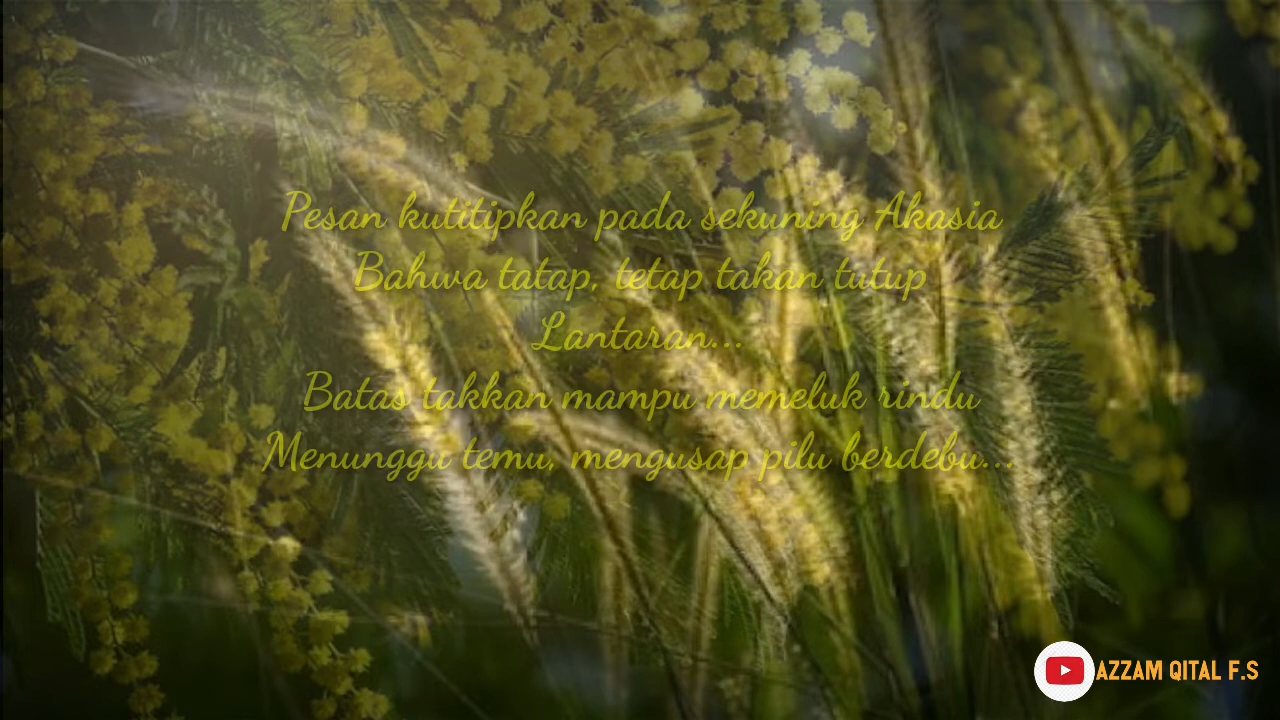 Pesan kutitipkan pada sekuning Akasia
Bahwa tatap, tetap takan tutup
Lantaran...
Batas takkan mampu memeluk rindu
Menunggu temu, mengusap pilu berdebu...
AZZAM QITAL F.S